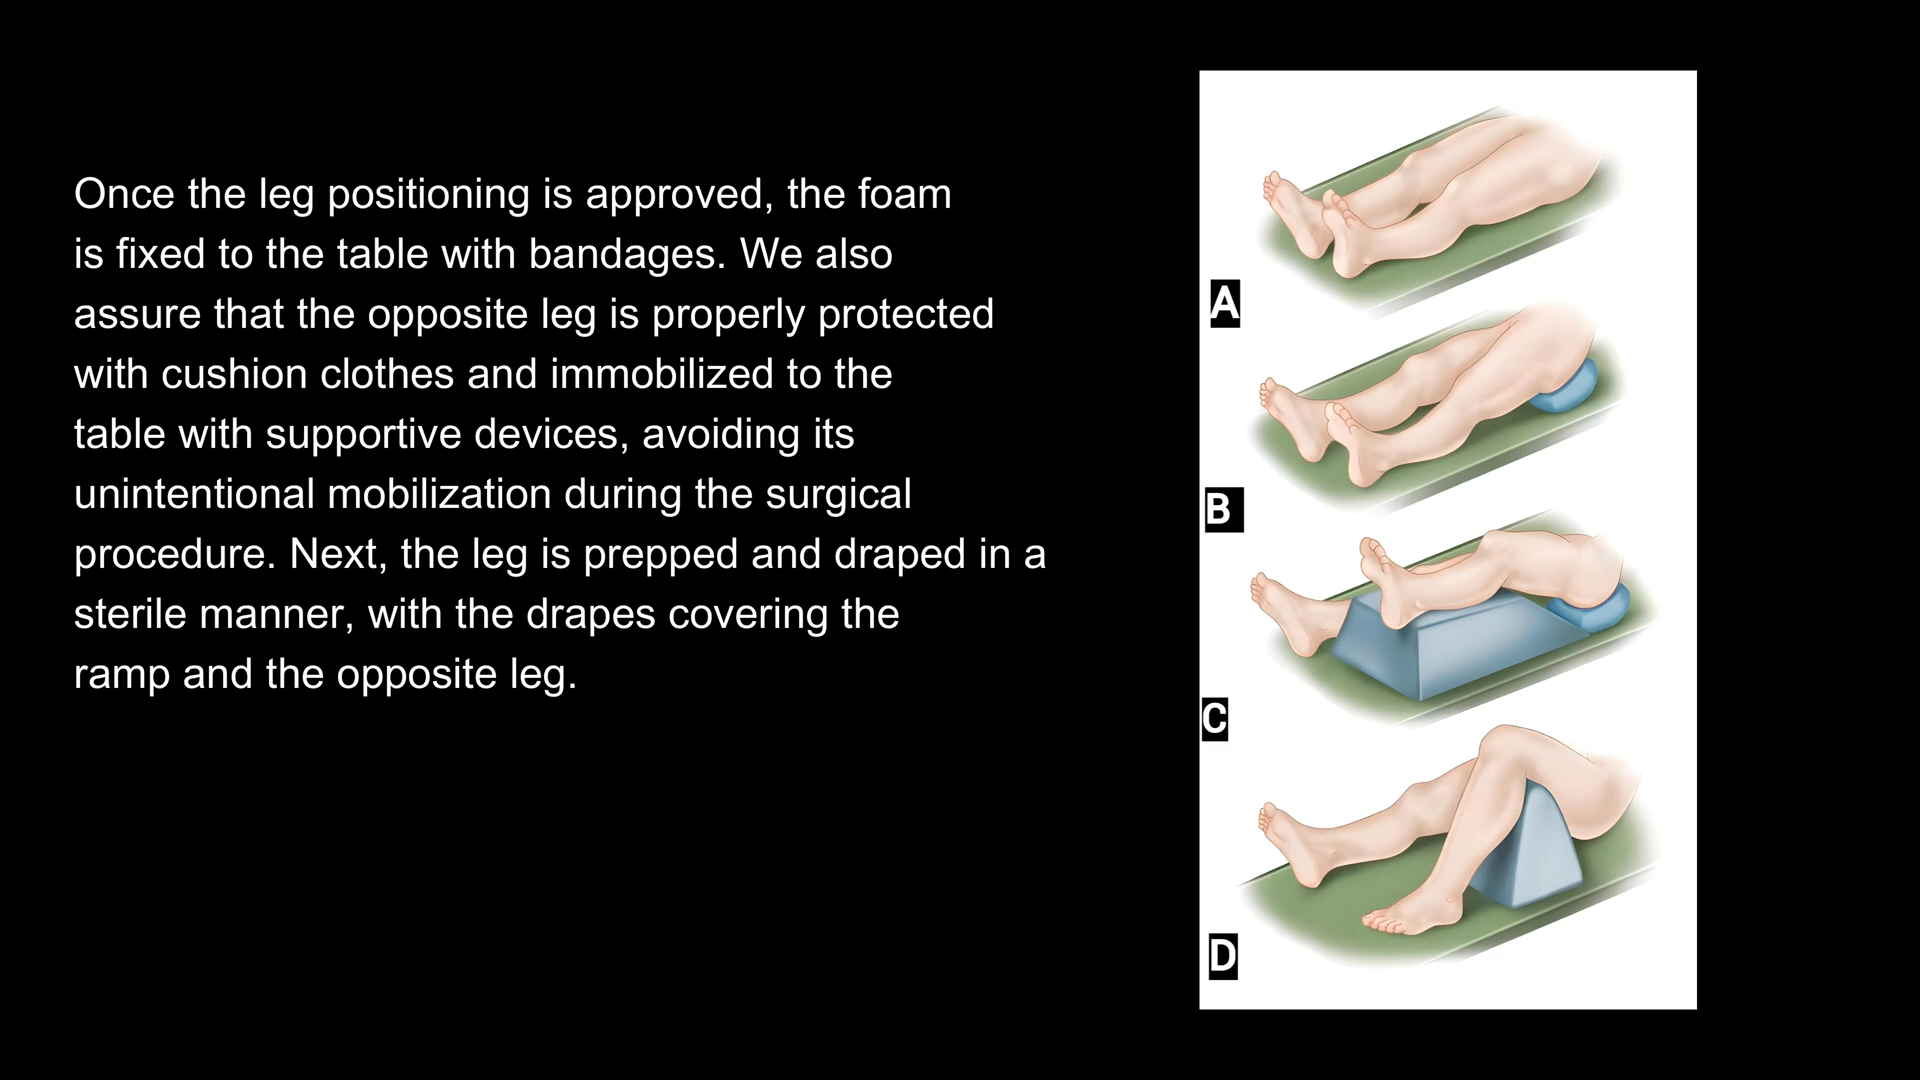 Once the leg positioning is approved, the foam
is fixed to the table with bandages. We also
assure that the opposite leg is properly protected
with cushion clothes and immobilized to the
table with supportive devices, avoiding its
unintentional mobilization during the surgical
procedure. Next, the leg is prepped and draped in a
sterile manner, with the drapes covering the
ramp and the opposite leg.
A
B
C
D